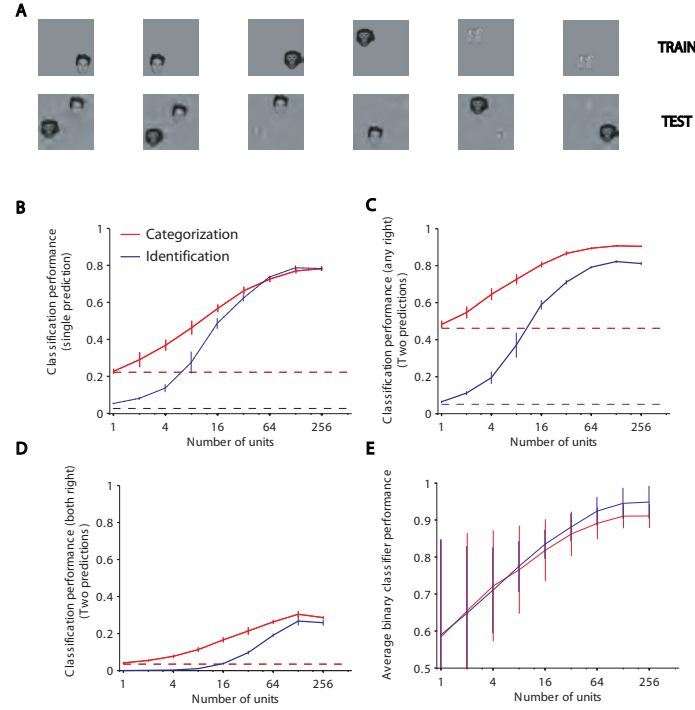 A
TRAIN
TEST
B
Categorization
Identification
Classification performance
(single prediction)
1
0.8
0.6
0.4
0.2
0
1
4
16
64
256
Number of units
C
Classification performance (any right)
(Two predictions)
1
0.8
0.6
0.4
0.2
0
1
4
16
64
256
Number of units
D
Classification performance (both right)
(Two predictions)
1
0.8
0.6
0.4
0.2
0
1
4
16
64
256
Number of units
E
Average binary classifier performance
1
0.9
0.8
0.7
0.6
0.5
1
4
16
64
256
Number of units